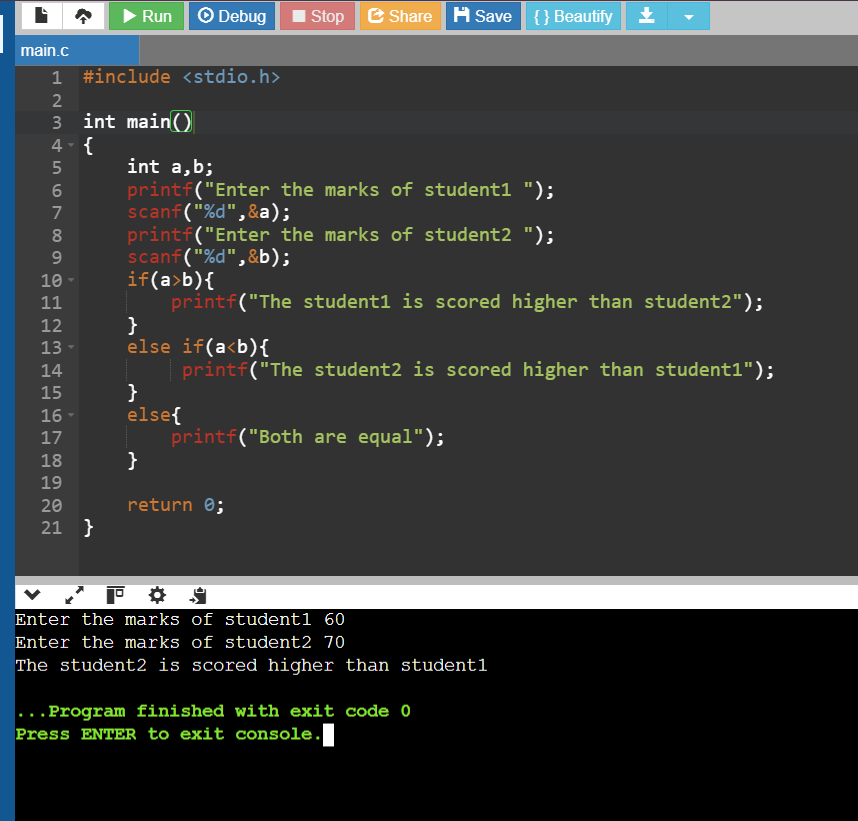 Run Debug Stop Share Save { } Beautify
main.c
1 #include <stdio.h>
2
3 int main()
4 {
5     int a,b;
6     printf("Enter the marks of student1 ");
7     scanf("%d",&a);
8     printf("Enter the marks of student2 ");
9     scanf("%d",&b);
10     if(a>b){
11         printf("The student1 is scored higher than student2");
12     }
13     else if(a<b){
14          printf("The student2 is scored higher than student1");
15     }
16     else{
17         printf("Both are equal");
18     }
19
20     return 0;
21 }
Enter the marks of student1 60
Enter the marks of student2 70
The student2 is scored higher than student1
...Program finished with exit code 0
Press ENTER to exit console.